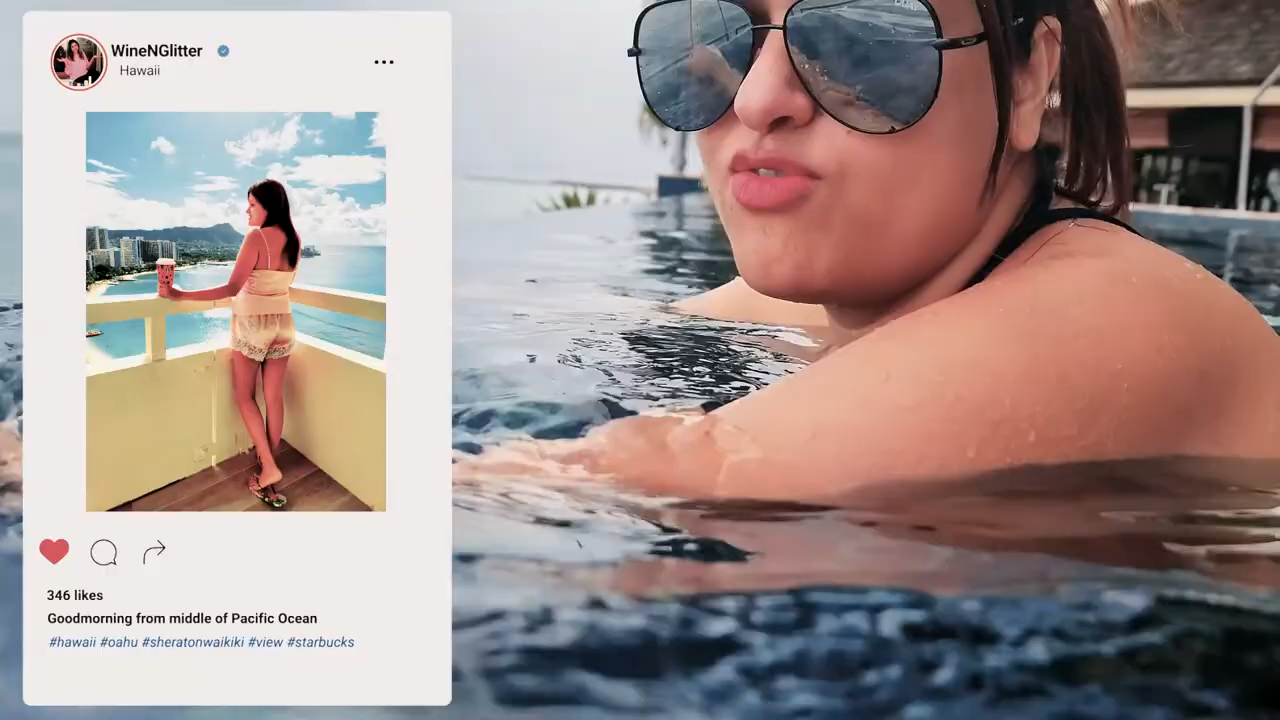 WineNGlitter
Hawaii
346 likes
Goodmorning from middle of Pacific Ocean
#hawaii #oahu #sheratonwaikiki #view #starbucks